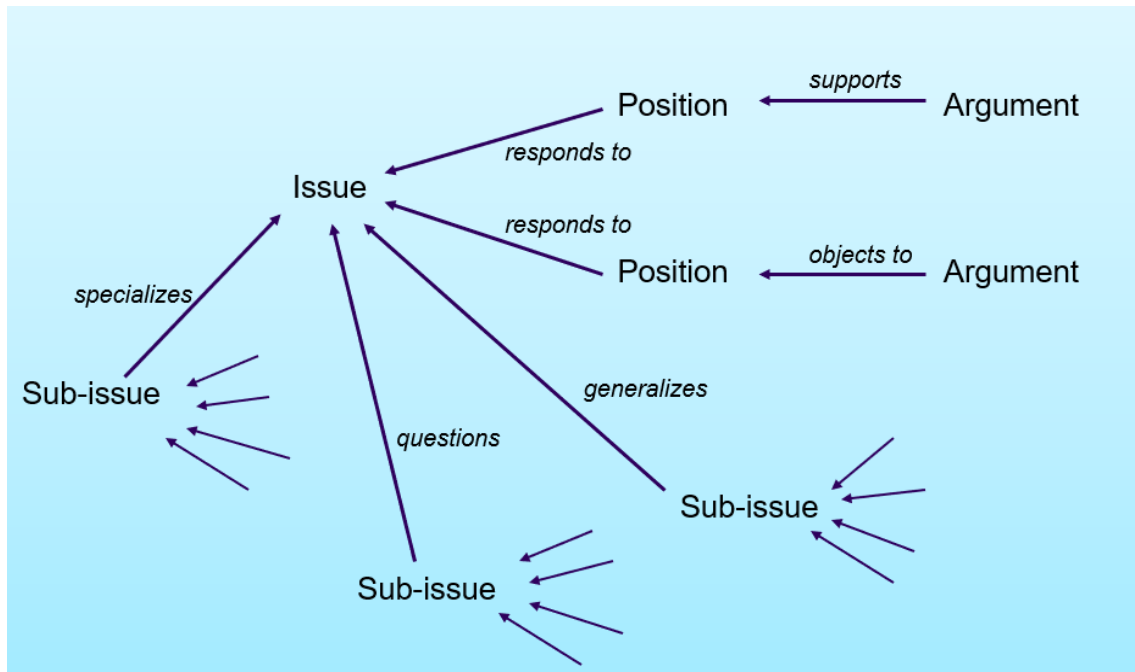 supports
Position
Argument
responds to
Issue
responds to
objects to
Position
Argument
specializes
Sub-issue
generalizes
questions
Sub-issue
Sub-issue